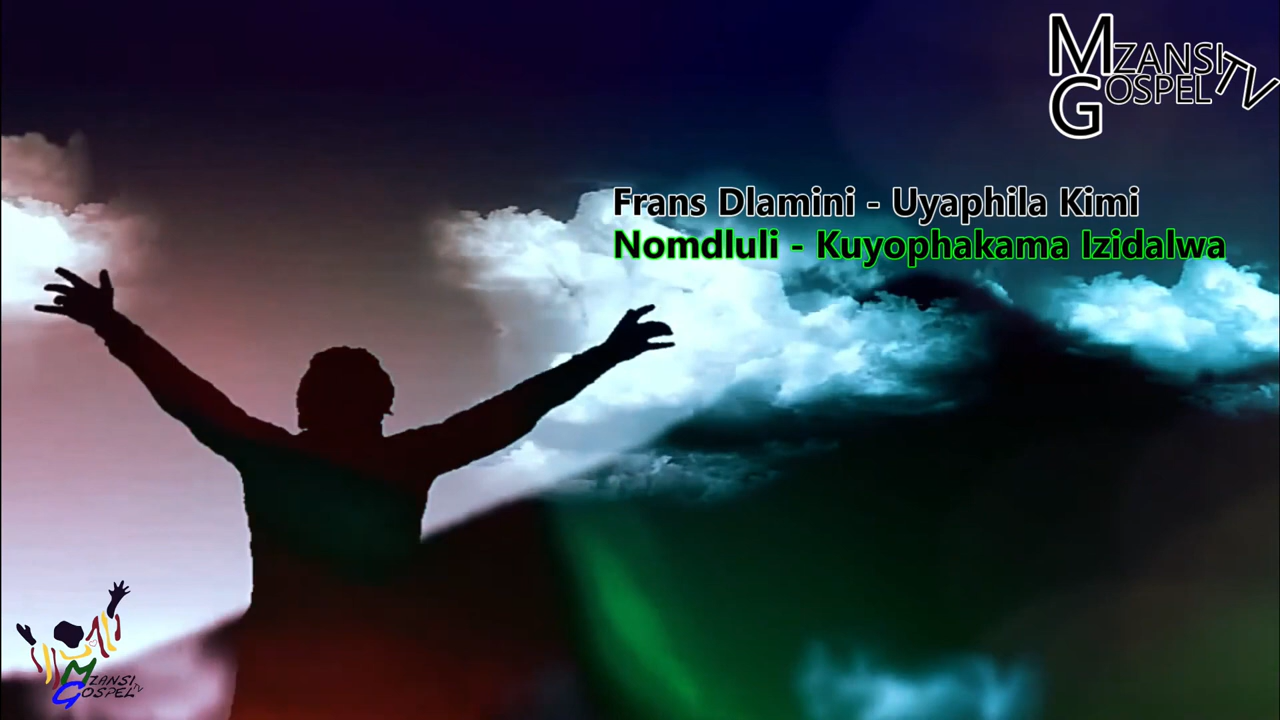 MZANSI TV
GOSPEL
Frans Dlamini - Uyaphila Kimi
Nomdluli - Kuyophakama Izidalwa
MZANSI
GOSPEL TV